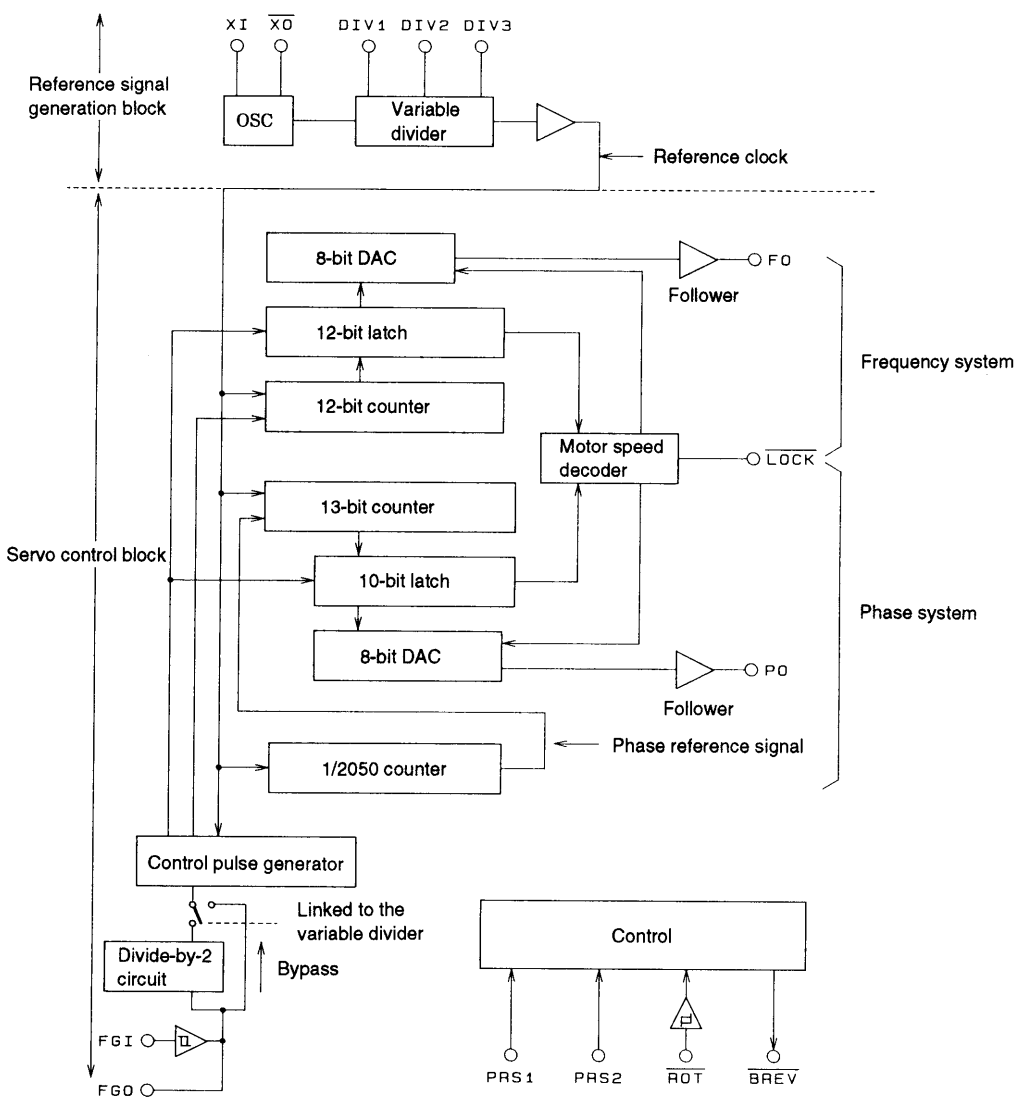 XI XO DIV1 DIV2 DIV3
Reference signal
generation block
OSC
Variable
divider
Reference clock
8-bit DAC
FO
Follower
12-bit latch
Frequency system
12-bit counter
Motor speed
decoder
LOCK
13-bit counter
Servo control block
10-bit latch
Phase system
8-bit DAC
PO
Follower
Phase reference signal
1/2050 counter
Control pulse generator
Linked to the
variable divider
Control
Divide-by-2
circuit
Bypass
FGI
FGO
PRS1 PRS2 ROT BREV